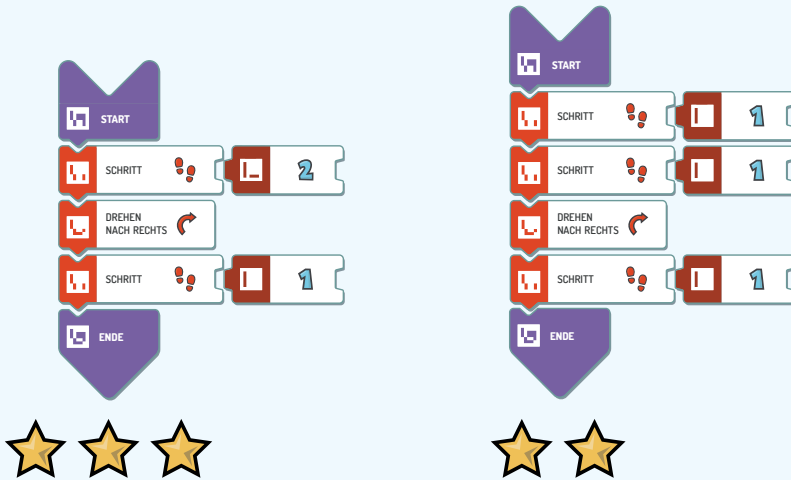 START
SCHRITT 2
DREHEN
NACH RECHTS
SCHRITT 1
ENDE
START
SCHRITT 1
SCHRITT 1
DREHEN
NACH RECHTS
SCHRITT 1
ENDE